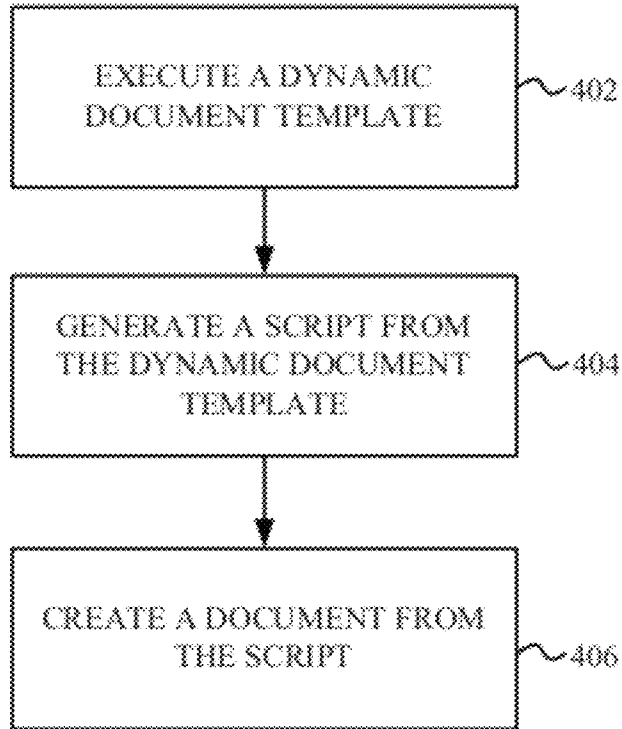 EXECUTE A DYNAMIC
DOCUMENT TEMPLATE
402
GENERATE A SCRIPT FROM
THE DYNAMIC DOCUMENT
TEMPLATE
404
CREATE A DOCUMENT FROM
THE SCRIPT
406